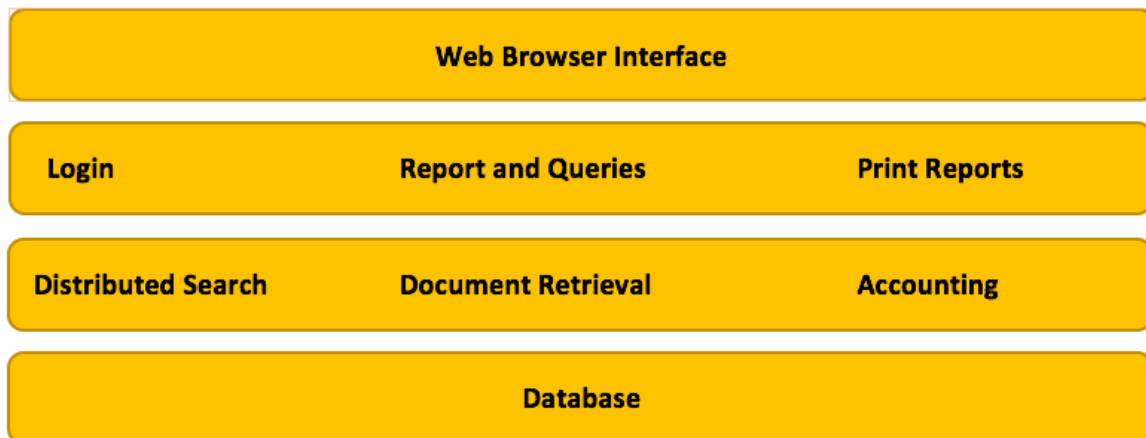 Web Browser Interface
Login Report and Queries Print Reports
Distributed Search Document Retrieval Accounting
Database